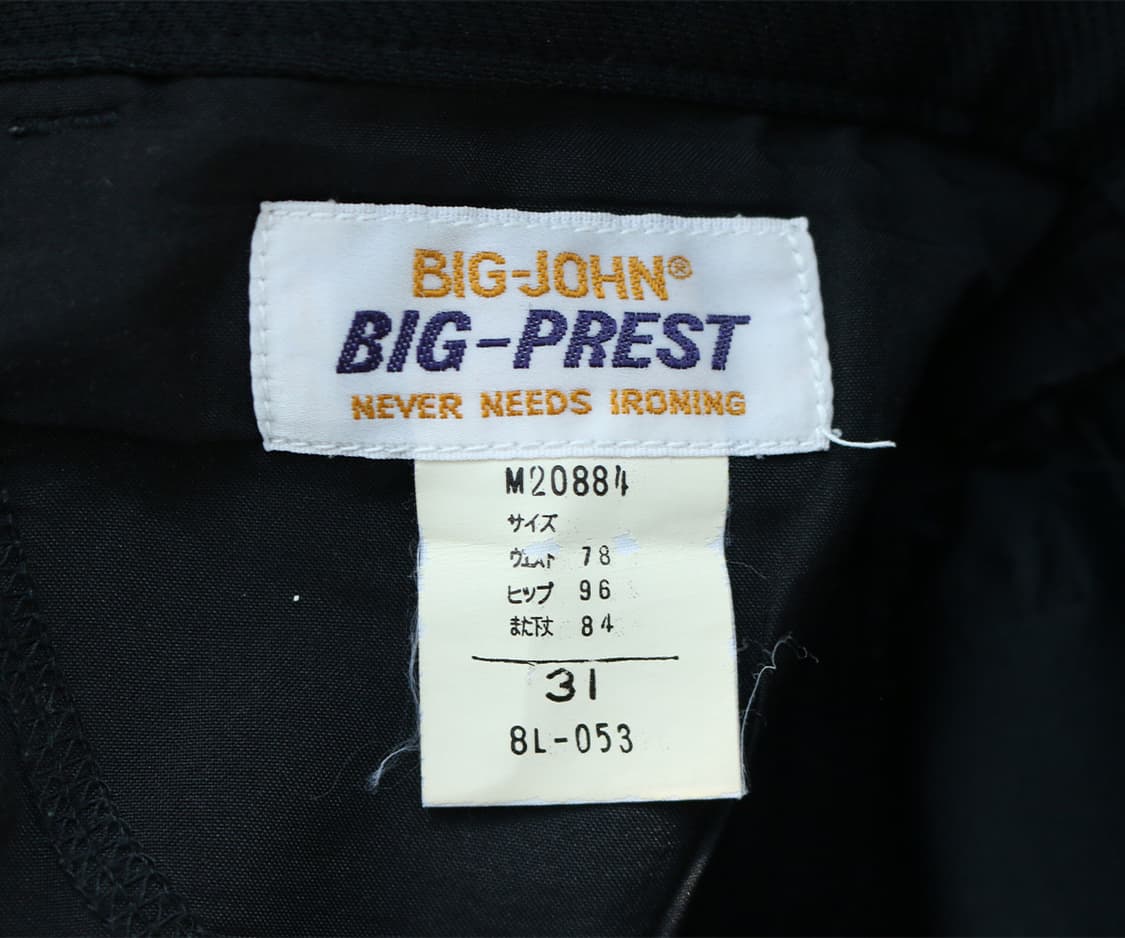 BIG-JOHN®
BIG-PREST
NEVER NEEDS IRONING
M20884
サイズ
ウエスト 78
ヒップ 96
また下丈 84
31
8L-053